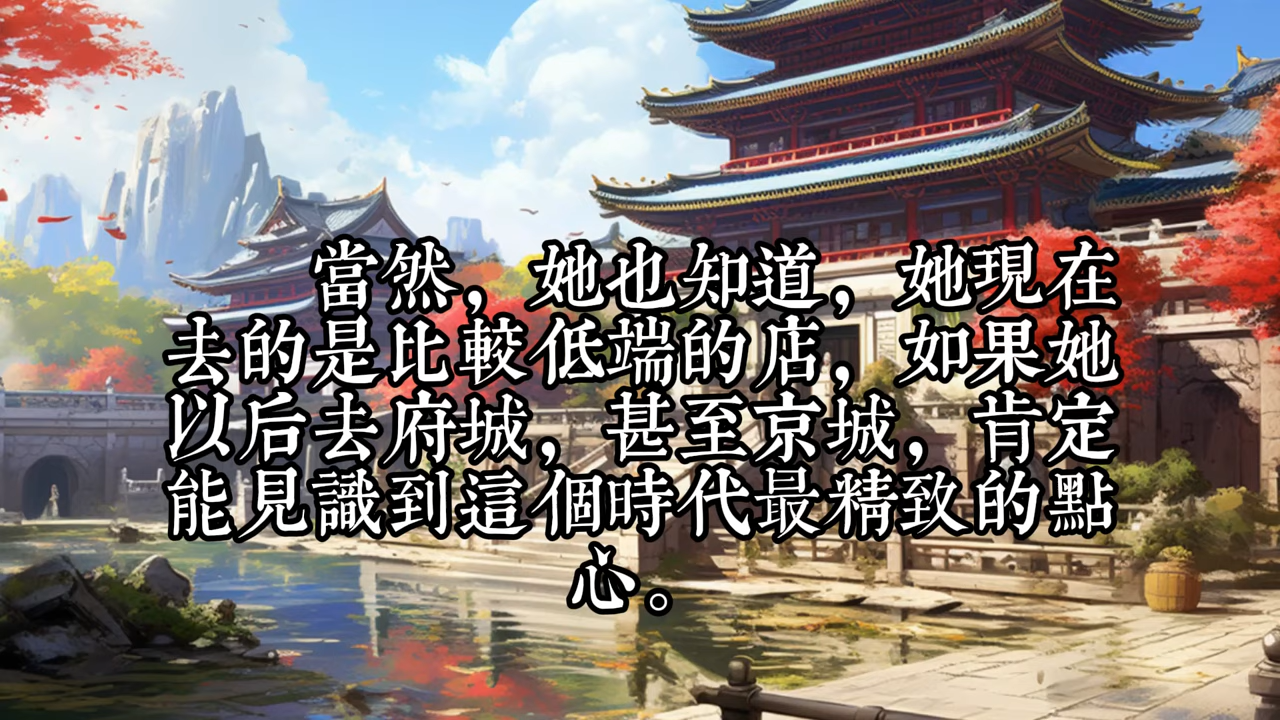 當然，她也知道，她現在
去的是比較低端的店，如果她
以后去府城，甚至京城，肯定
能見識到這個時代最精致的點
心。